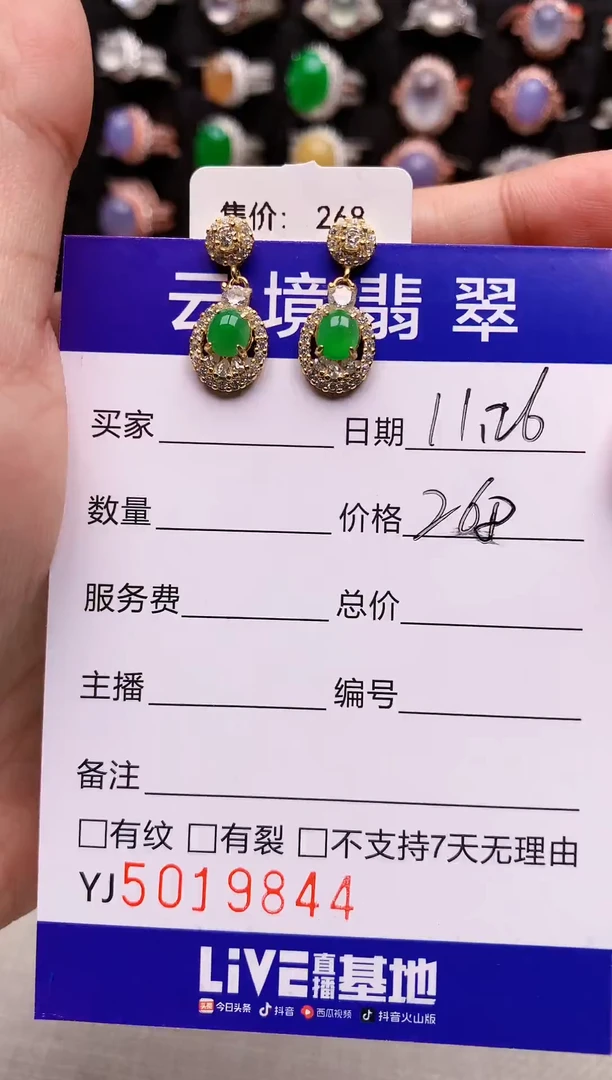 售价: 268
云境翡翠
买家 日期 11.26
数量 价格 268
服务费 总价
主播 编号
备注
□有纹 □有裂 □不支持7天无理由
YJ5019844
LiVE直播基地
头条 今日头条 抖音 西瓜视频 抖音火山版